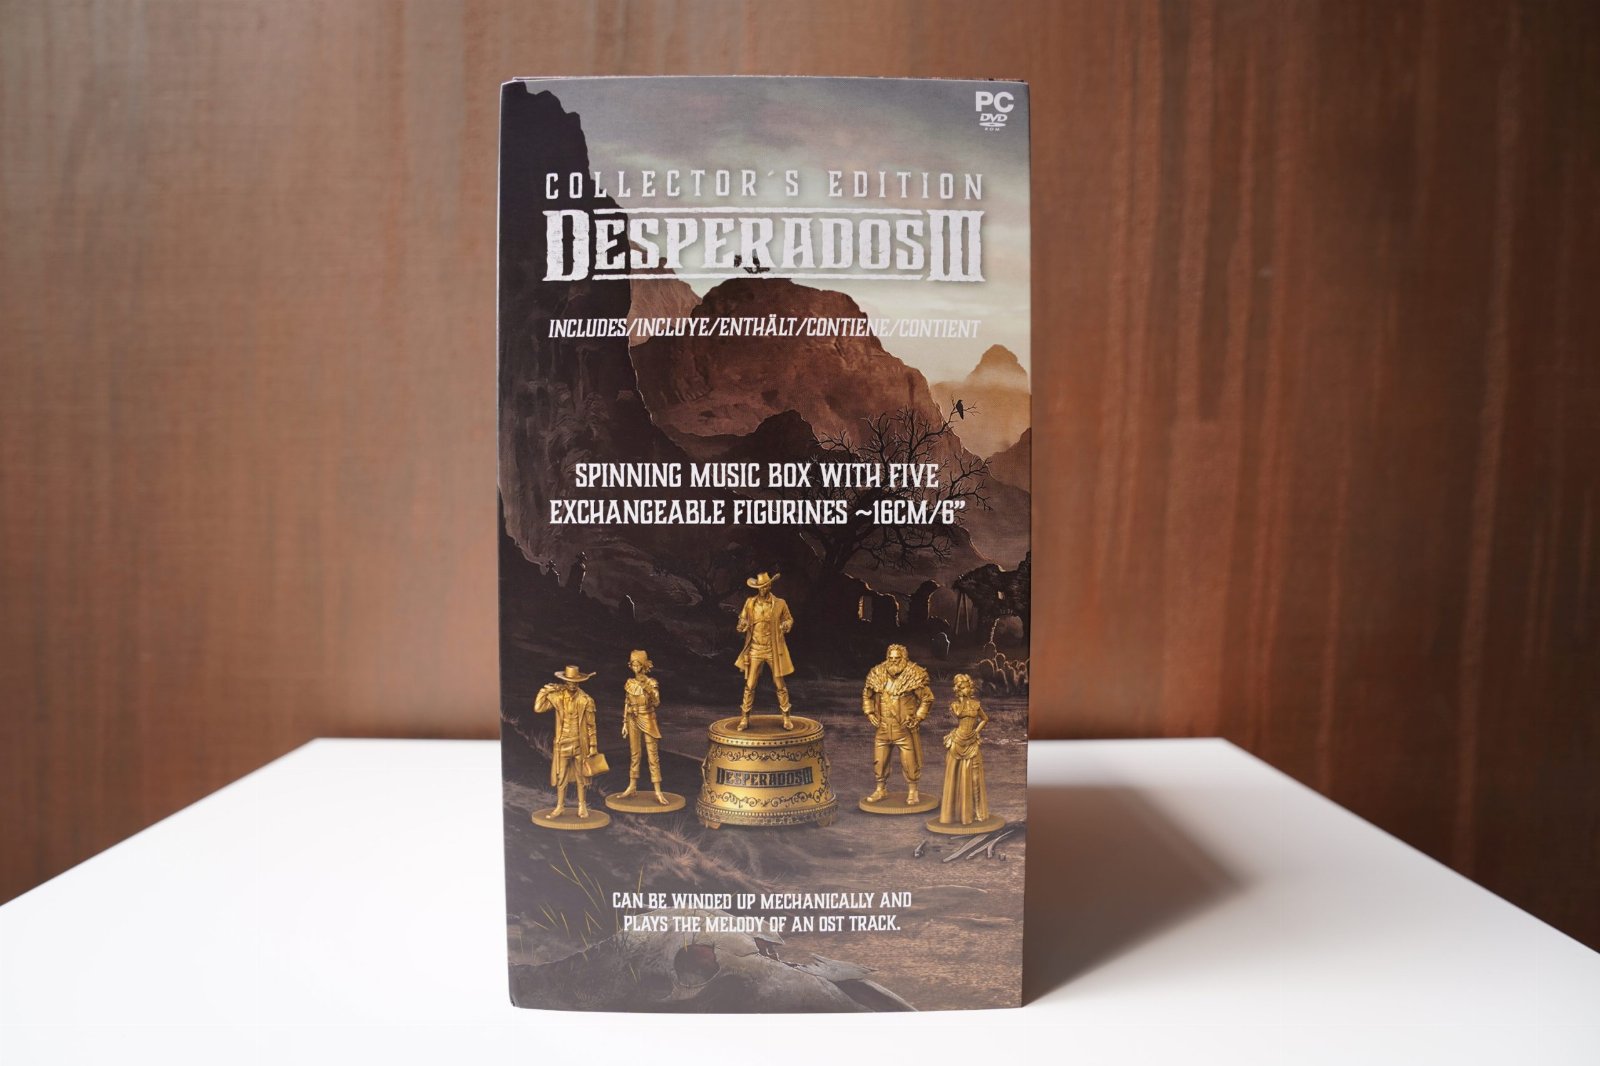 PC
DVD
ROM
COLLECTOR´S EDITION
DESPERADOS III
INCLUDES/INCLUYE/ENTHÄLT/CONTIENE/CONTIENT
SPINNING MUSIC BOX WITH FIVE
EXCHANGEABLE FIGURINES ~16CM/6”
DESPERADOS III
CAN BE WINDED UP MECHANICALLY AND
PLAYS THE MELODY OF AN OST TRACK.